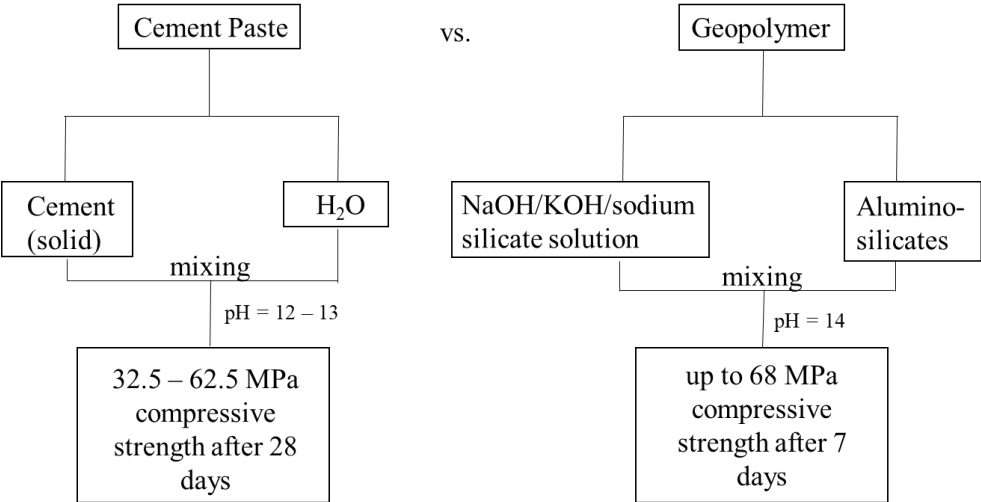 Cement Paste
vs.
Geopolymer
Cement
(solid)
H₂O
NaOH/KOH/sodium
silicate solution
Alumino-
silicates
mixing
mixing
pH = 12 – 13
pH = 14
32.5 – 62.5 MPa
compressive
strength after 28
days
up to 68 MPa
compressive
strength after 7
days